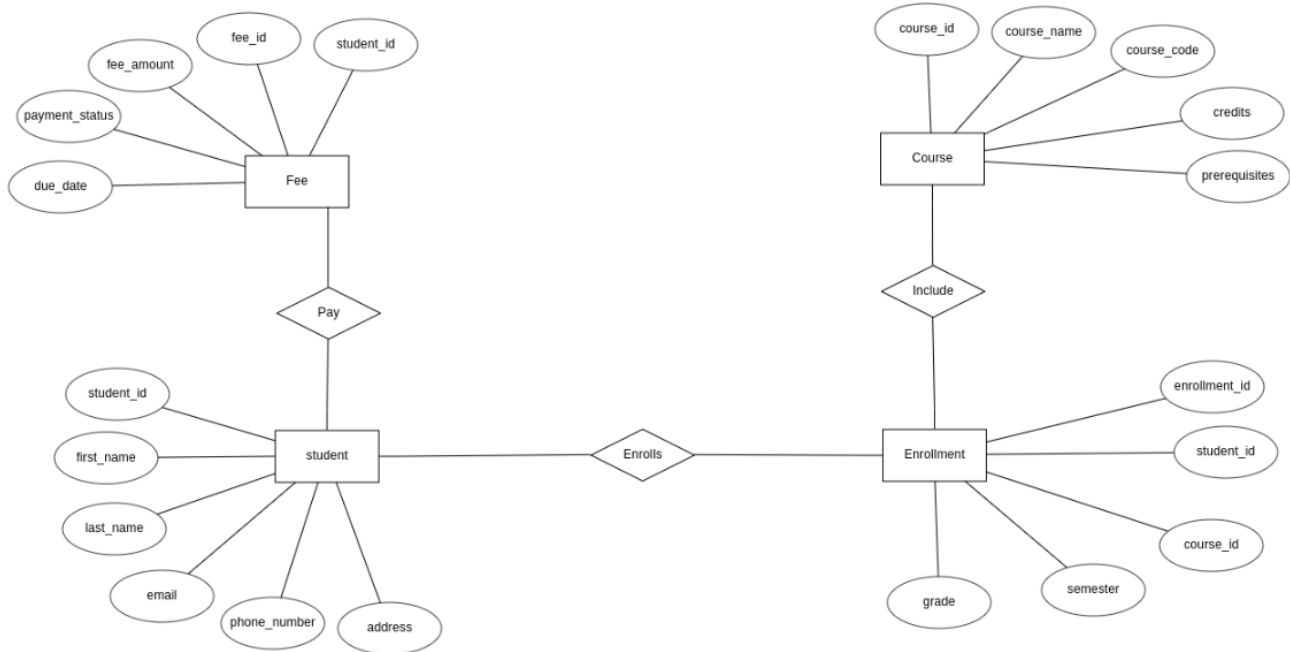 fee_id
student_id
fee_amount
payment_status
due_date
Fee
Pay
course_id
course_name
course_code
credits
prerequisites
Course
Include
student_id
first_name
last_name
email
phone_number
address
student
Enrolls
Enrollment
enrollment_id
student_id
course_id
semester
grade